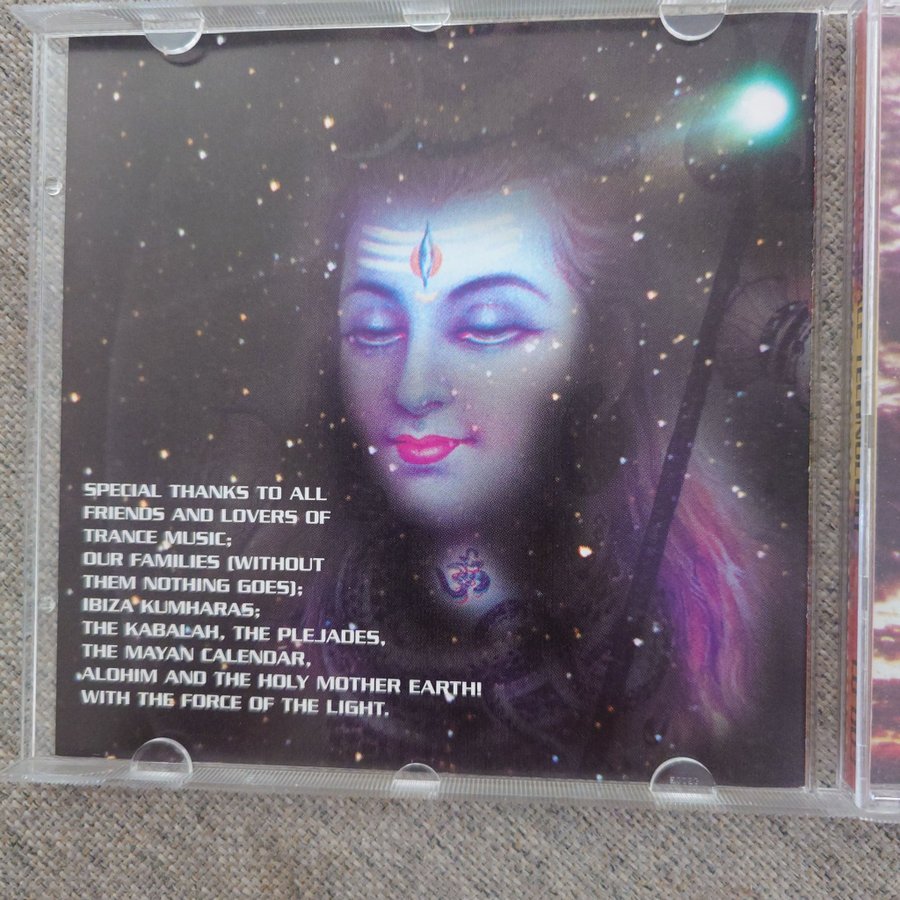 SPECIAL THANKS TO ALL
FRIENDS AND LOVERS OF
TRANCE MUSIC;
OUR FAMILIES (WITHOUT
THEM NOTHING GOES);
IBIZA KUMHARAS;
THE KABALAH, THE PLEJADES,
THE MAYAN CALENDAR,
ALOHIM AND THE HOLY MOTHER EARTH!
WITH THE FORCE OF THE LIGHT.
ॐ